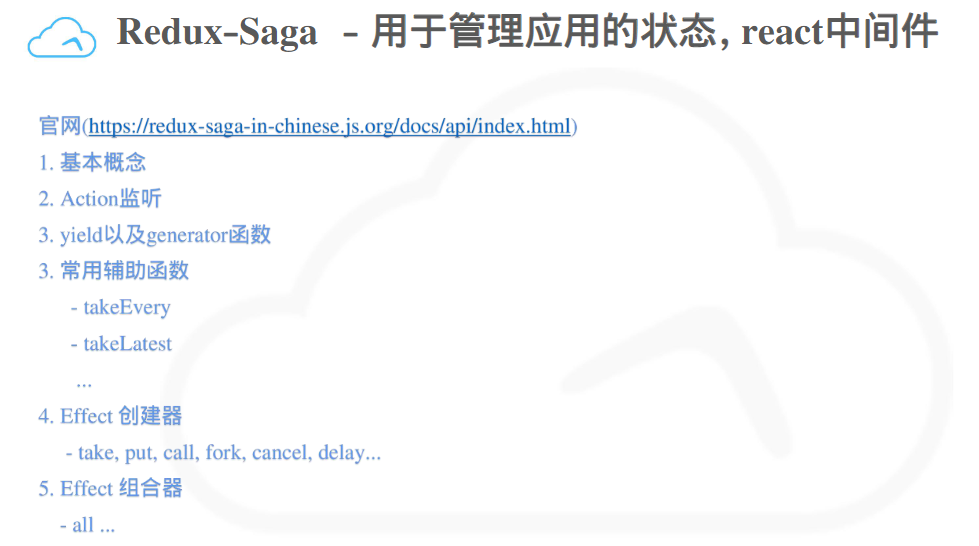 Redux-Saga - 用于管理应用的状态, react中间件
官网(https://redux-saga-in-chinese.js.org/docs/api/index.html)
1. 基本概念
2. Action监听
3. yield以及generator函数
3. 常用辅助函数
- takeEvery
- takeLatest
...
4. Effect 创建器
- take, put, call, fork, cancel, delay...
5. Effect 组合器
- all ...